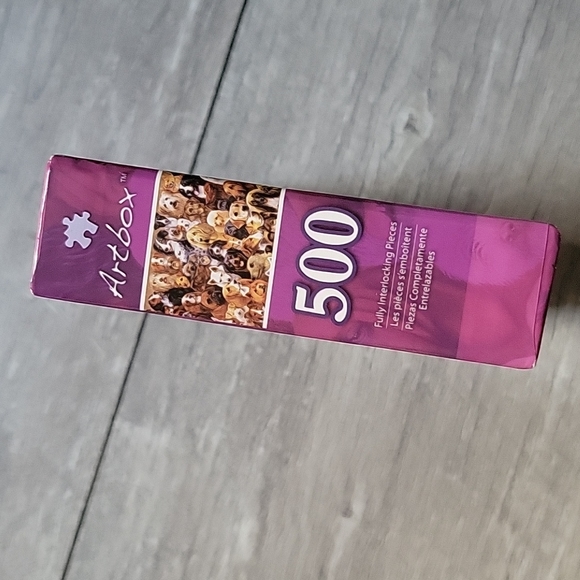 Artbox™
500
Fully Interlocking Pieces
Les pièces s'emboîtent
Piezas Completamente
Entrelazables